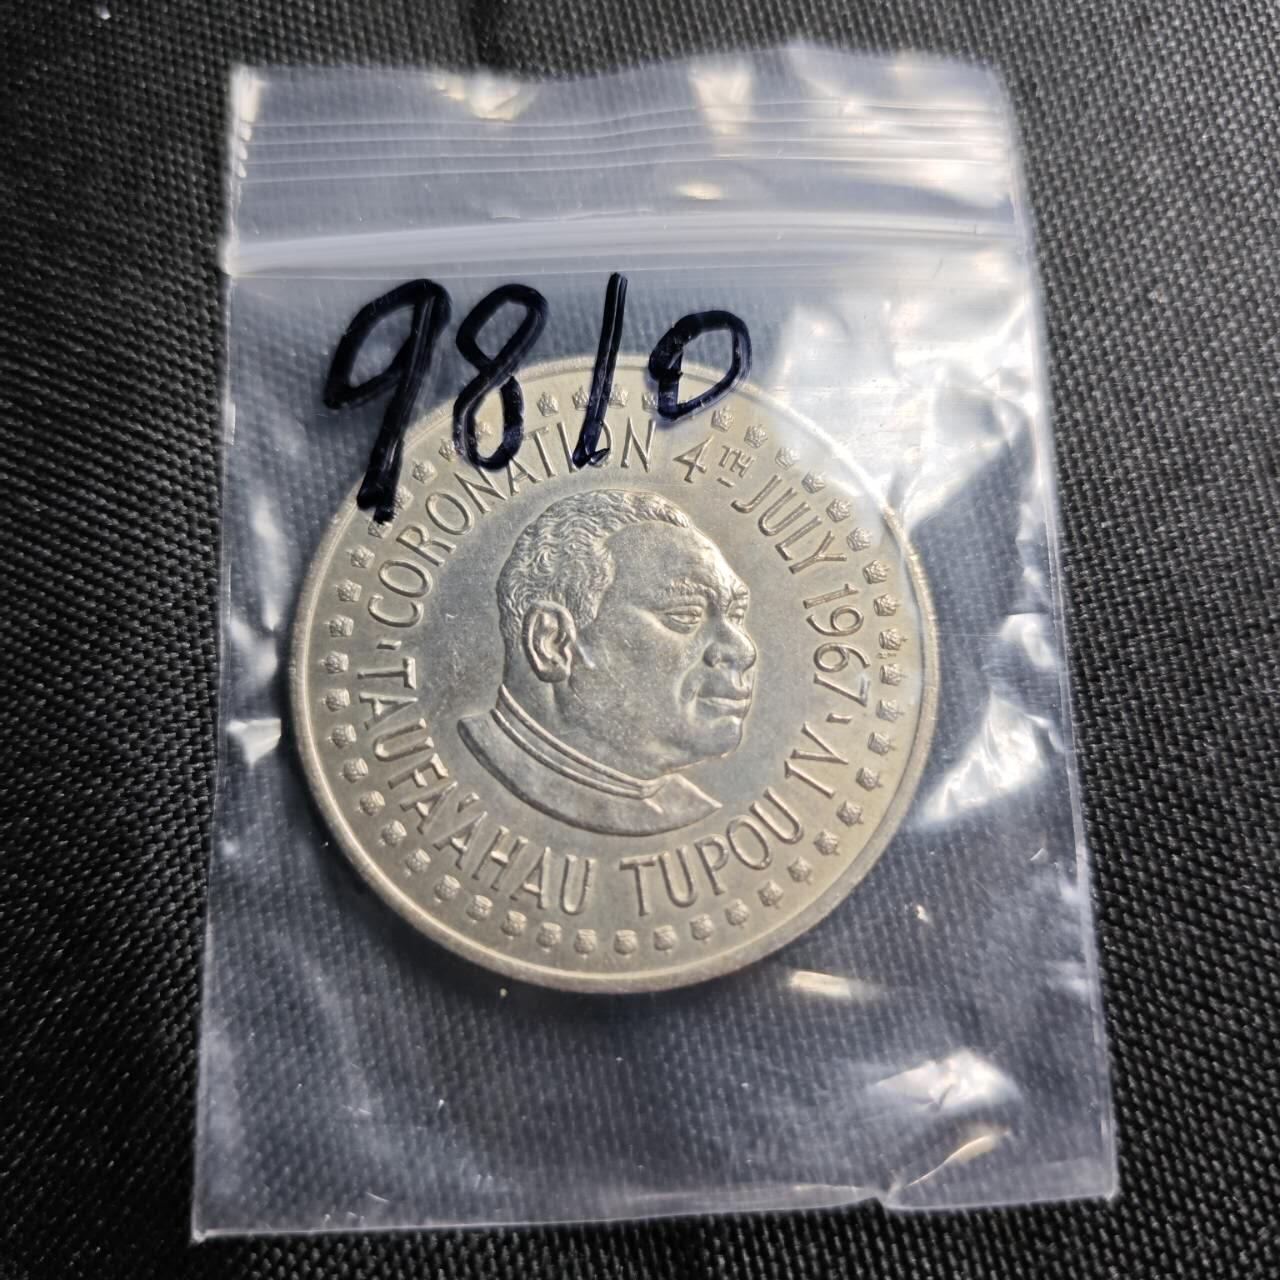 9810
CORONATION 4TH JULY 1967
· TAUFA'AHAU TUPOU IV ·